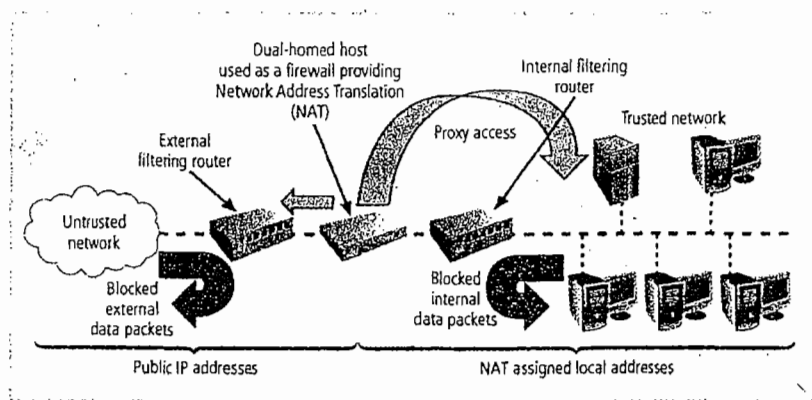 Dual-homed host
used as a firewall providing
Network Address Translation
(NAT)
Internal filtering
router
Trusted network
Proxy access
External
filtering router
Untrusted
network
Blocked
external
data packets
Blocked
internal
data packets
Public IP addresses
NAT assigned local addresses